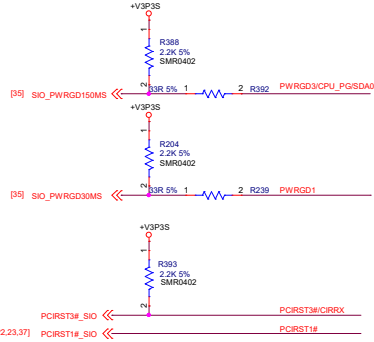 +V3P3S
1
R388
2.2K 5%
SMR0402
2
[35] SIO_PWRGD150MS 33R 5% 1 2 R392 PWRGD3/CPU_PG/SDA0
+V3P3S
1
R204
2.2K 5%
SMR0402
2
[35] SIO_PWRGD30MS 33R 5% 1 2 R239 PWRGD1
+V3P3S
1
R393
2.2K 5%
SMR0402
2
PCIRST3#_SIO PCIRST3#/CIRRX
2,23,37] PCIRST1#_SIO PCIRST1#